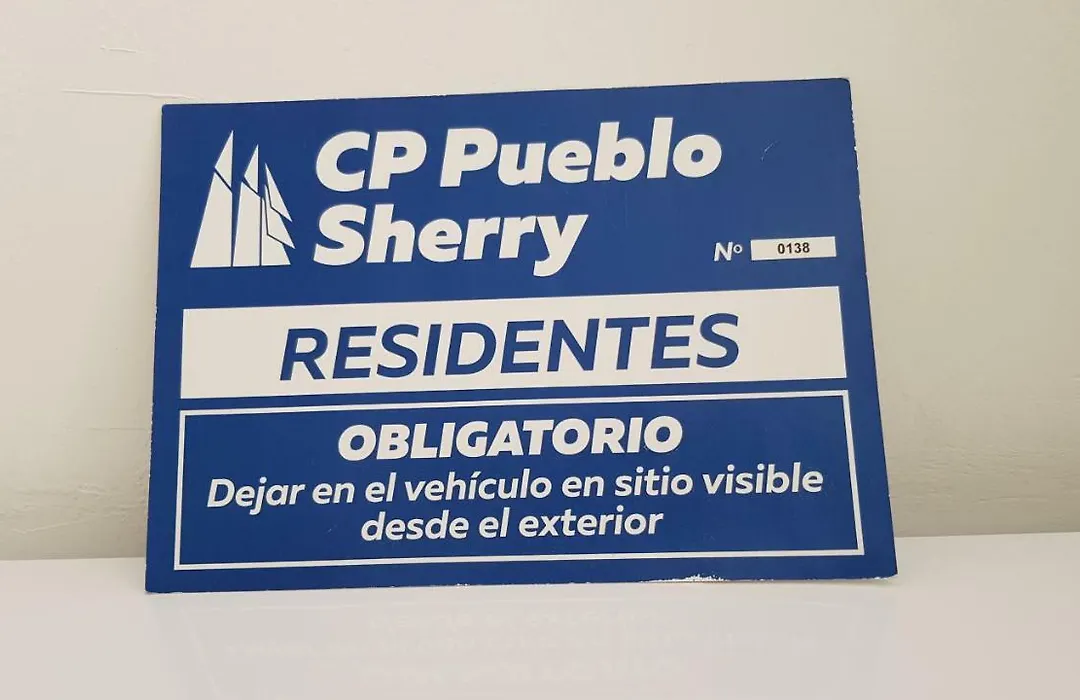 CP Pueblo
Sherry
Nº 0138
RESIDENTES
OBLIGATORIO
Dejar en el vehículo en sitio visible
desde el exterior